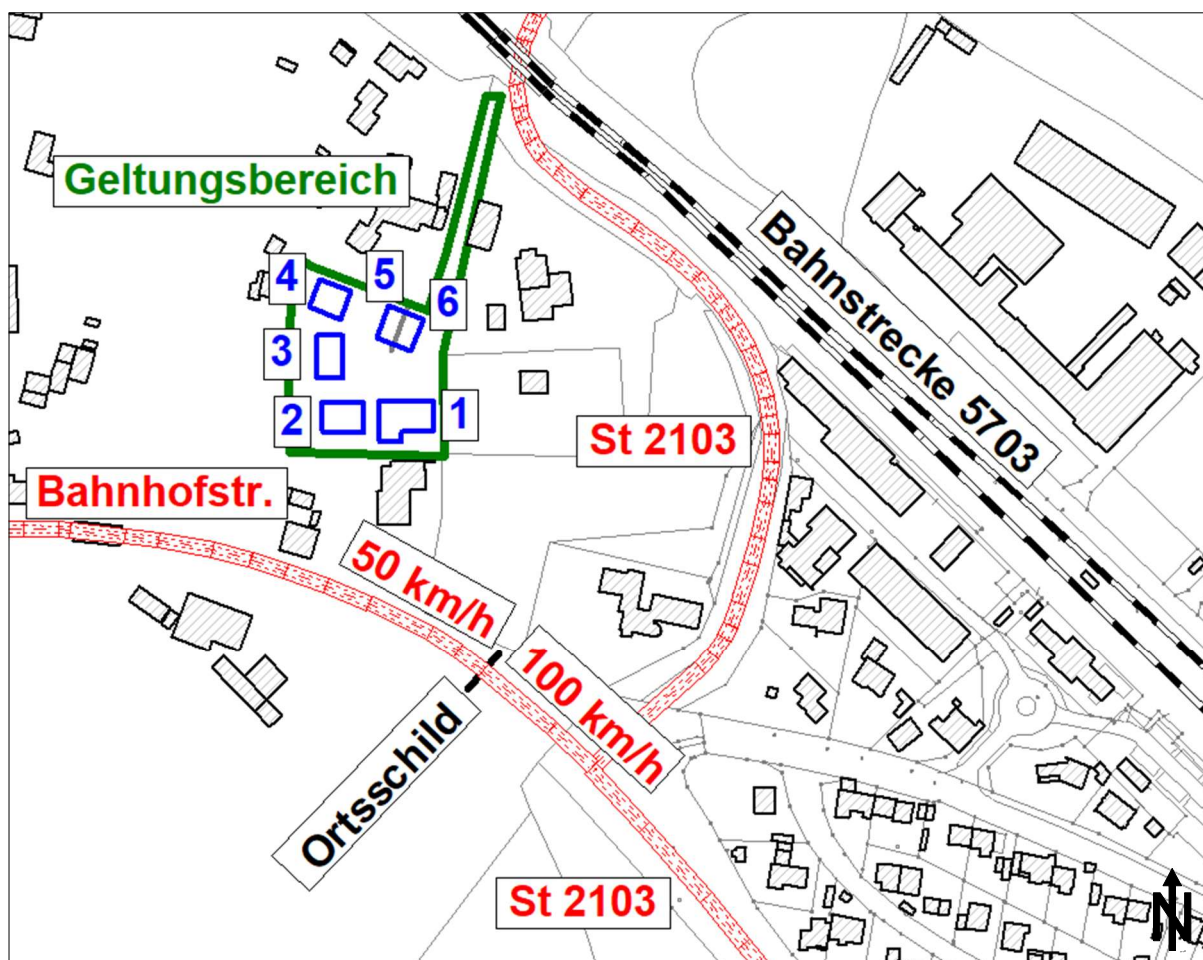 Geltungsbereich
Bahnstrecke 5703
4
5
6
3
2
1
St 2103
Bahnhofstr.
50 km/h
100 km/h
Ortsschild
St 2103
N